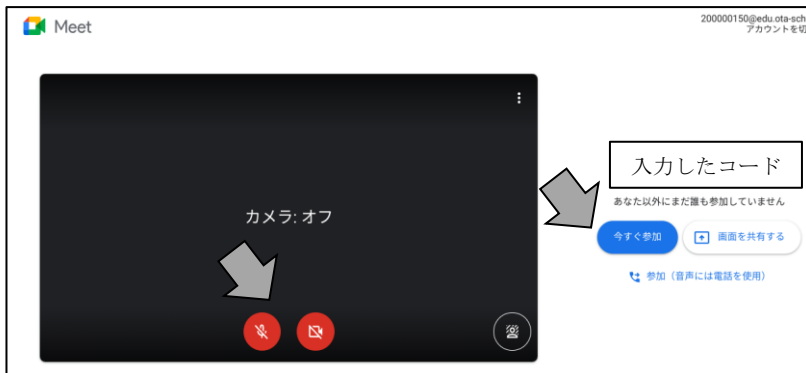 Meet
200000150@edu.ota-sch
アカウントを切
カメラ: オフ
入力したコード
あなた以外にまだ誰も参加していません
今すぐ参加
画面を共有する
参加（音声には電話を使用）